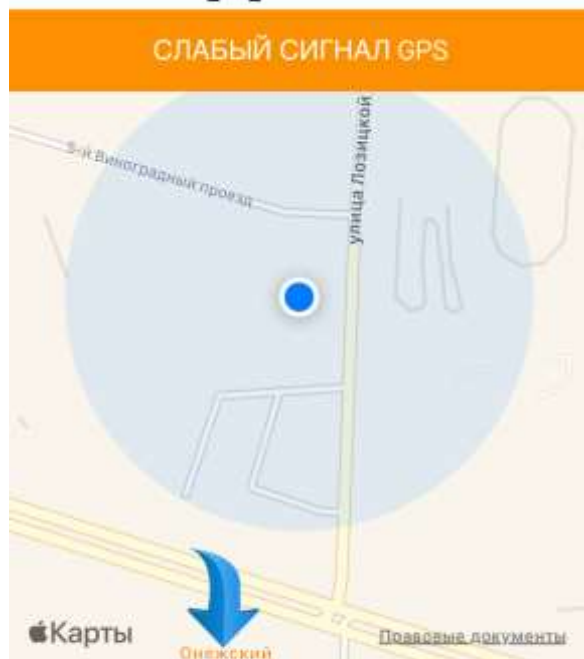 СЛАБЫЙ СИГНАЛ GPS
улица Лозицкой
5-й Виноградный проезд
Карты
Онежский
Правовые документы